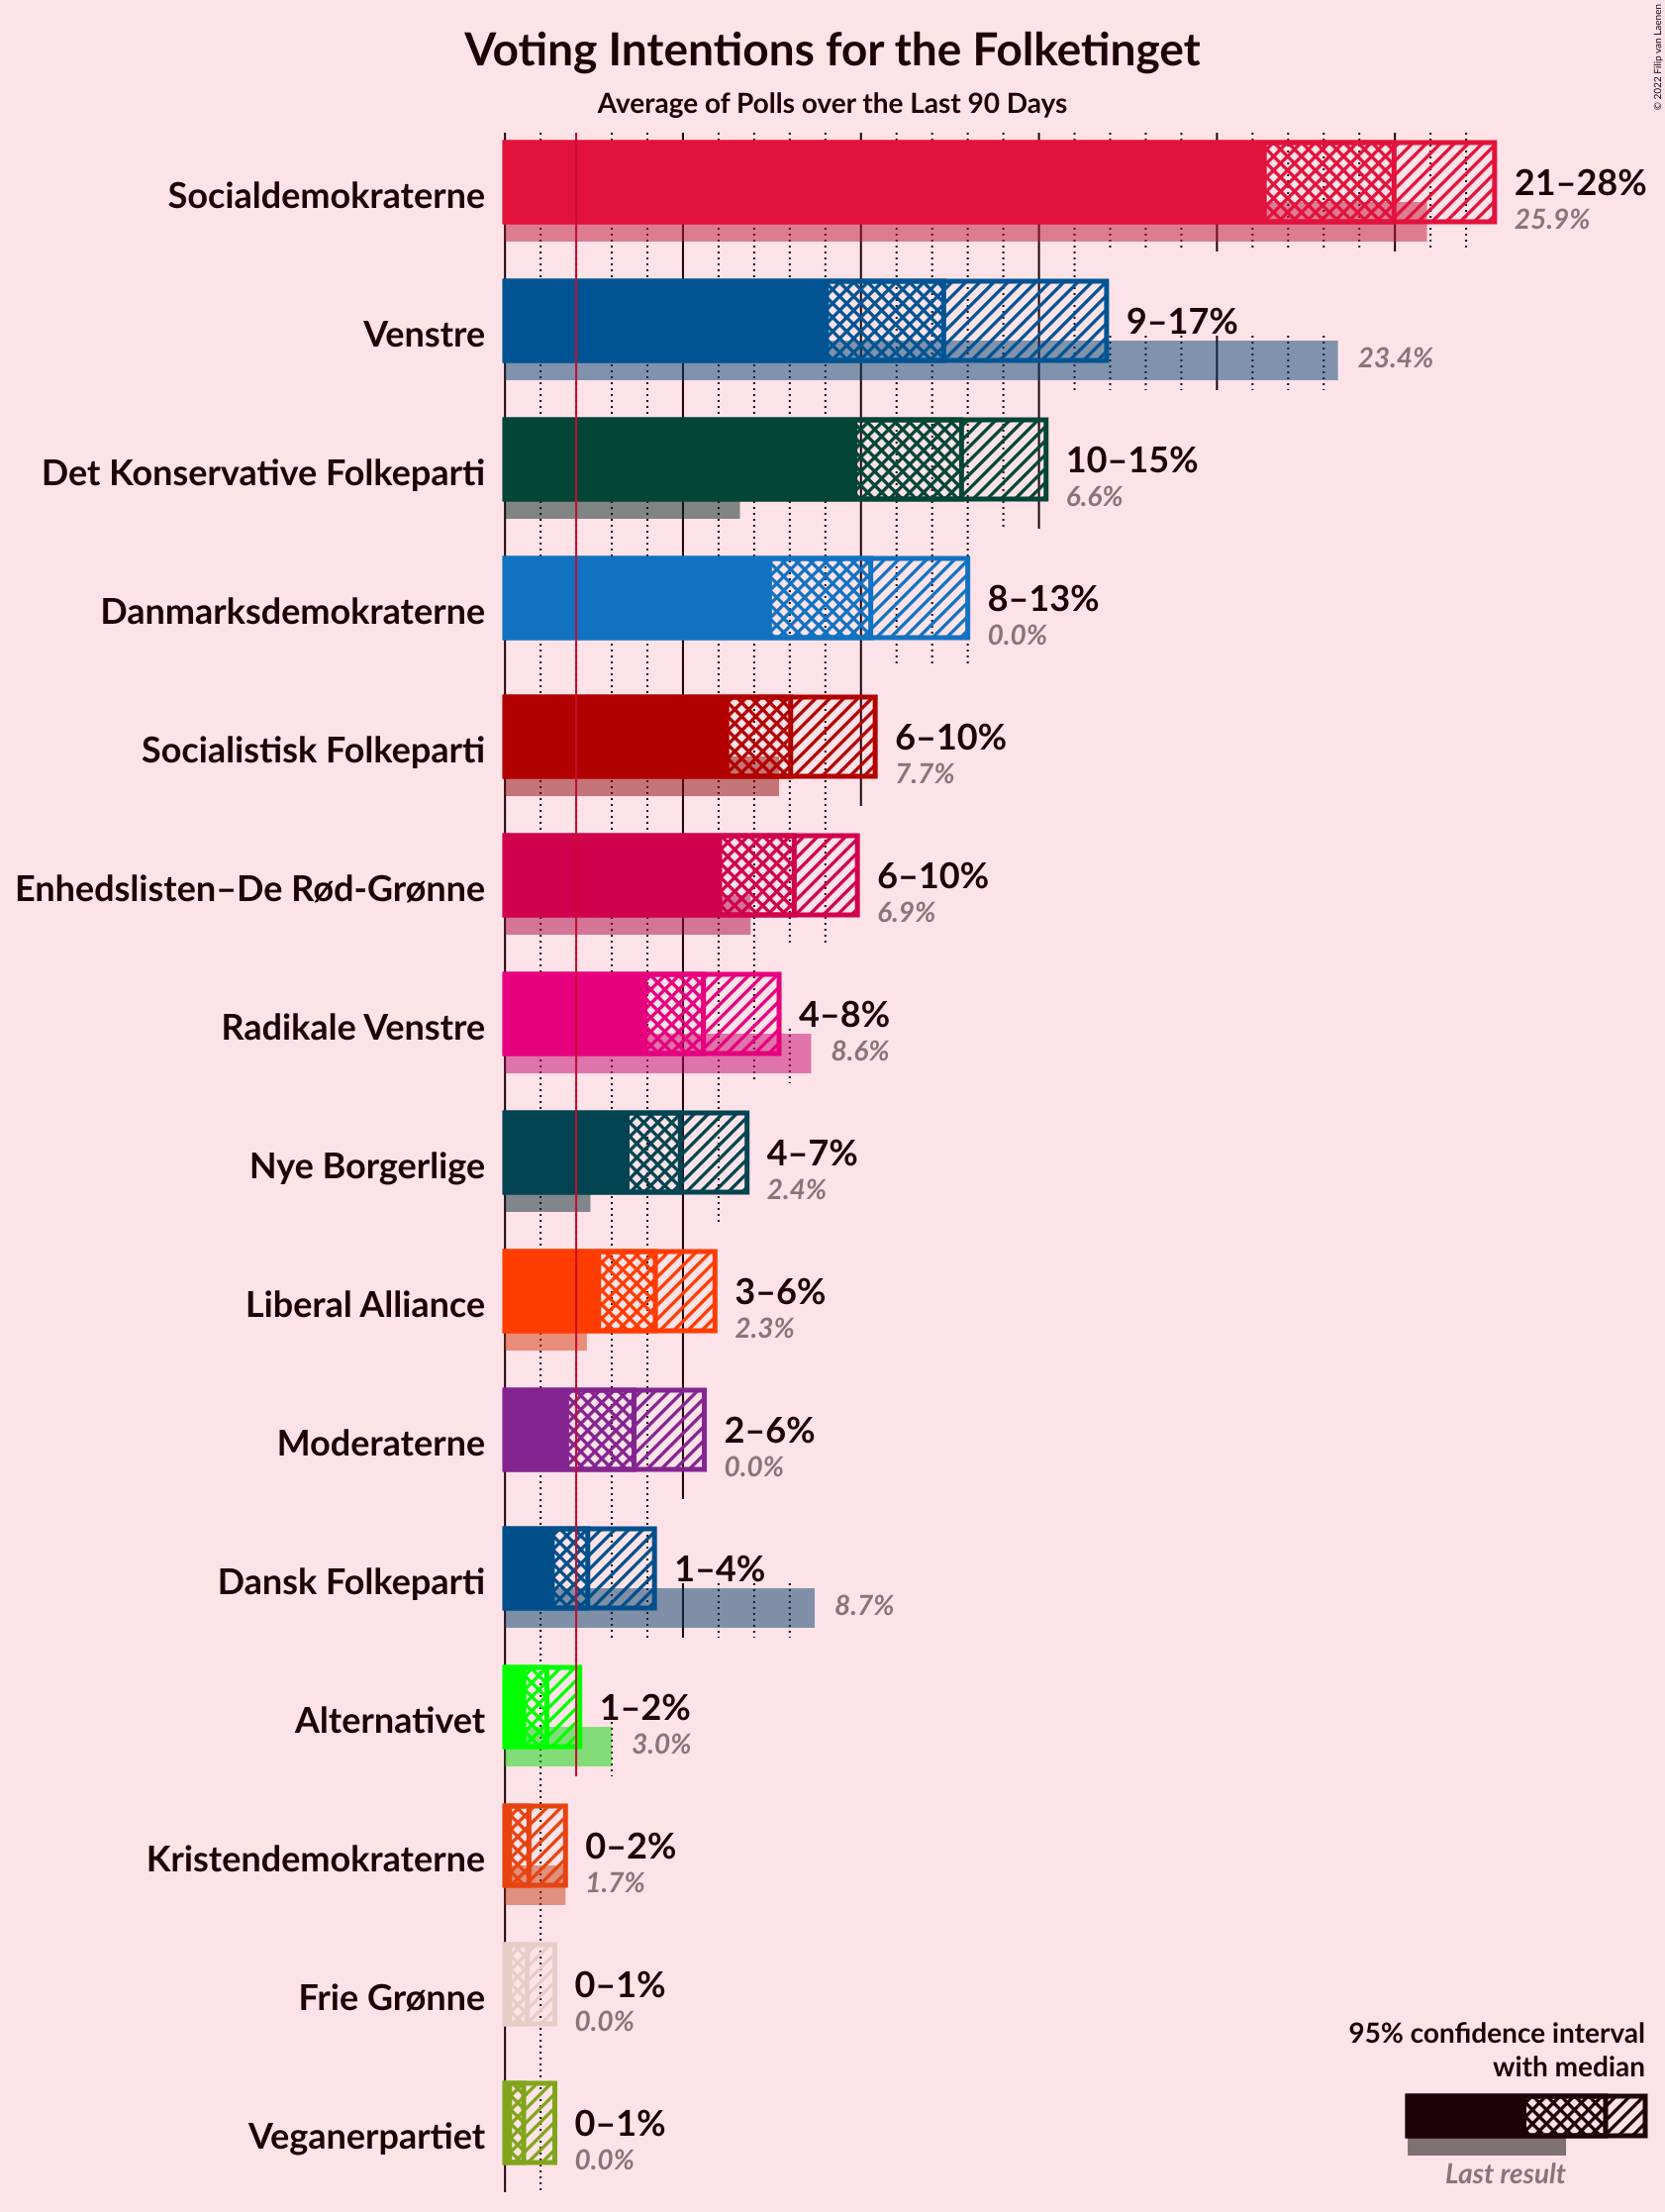 Voting Intentions for the Folketinget
Average of Polls over the Last 90 Days
© 2022 Filip van Laenen
Socialdemokraterne
21–28%
25.9%
Venstre
9–17%
23.4%
Det Konservative Folkeparti
10–15%
6.6%
Danmarksdemokraterne
8–13%
0.0%
Socialistisk Folkeparti
6–10%
7.7%
Enhedslisten–De Rød-Grønne
6–10%
6.9%
Radikale Venstre
4–8%
8.6%
Nye Borgerlige
4–7%
2.4%
Liberal Alliance
3–6%
2.3%
Moderaterne
2–6%
0.0%
Dansk Folkeparti
1–4%
8.7%
Alternativet
1–2%
3.0%
Kristendemokraterne
0–2%
1.7%
Frie Grønne
0–1%
0.0%
Veganerpartiet
0–1%
0.0%
95% confidence interval
with median
Last result